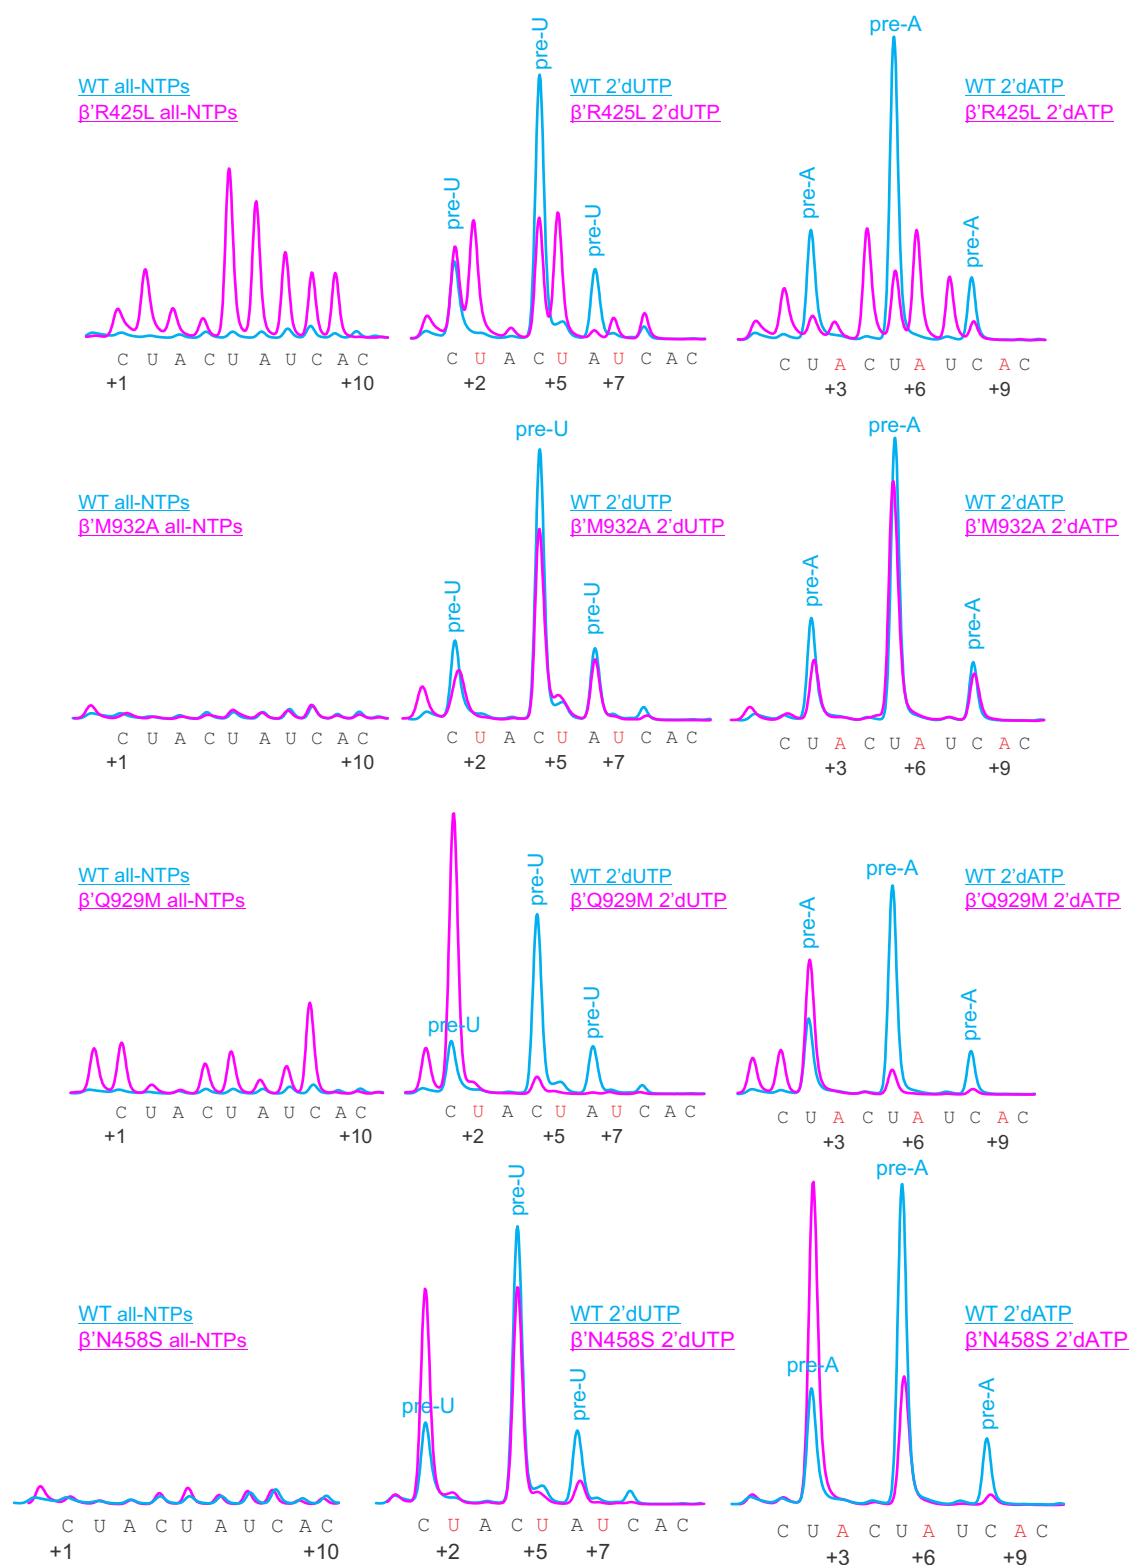 pre-U
pre-A
WT all-NTPs
β'R425L all-NTPs
WT 2'dUTP
β'R425L 2'dUTP
WT 2'dATP
β'R425L 2'dATP
pre-U
pre-U
pre-A
pre-A
C U A C U A U C A C
+1 +10
C U A C U A U C A C
+2 +5 +7
C U A C U A U C A C
+3 +6 +9
pre-U
pre-A
WT all-NTPs
β'M932A all-NTPs
WT 2'dUTP
β'M932A 2'dUTP
WT 2'dATP
β'M932A 2'dATP
pre-U
pre-U
pre-A
pre-A
C U A C U A U C A C
+1 +10
C U A C U A U C A C
+2 +5 +7
C U A C U A U C A C
+3 +6 +9
WT all-NTPs
β'Q929M all-NTPs
pre-U
WT 2'dUTP
β'Q929M 2'dUTP
pre-A
WT 2'dATP
β'Q929M 2'dATP
pre-U
pre-U
pre-A
pre-A
C U A C U A U C A C
+1 +10
C U A C U A U C A C
+2 +5 +7
C U A C U A U C A C
+3 +6 +9
pre-U
pre-A
WT all-NTPs
β'N458S all-NTPs
WT 2'dUTP
β'N458S 2'dUTP
WT 2'dATP
β'N458S 2'dATP
pre-U
pre-U
pre-A
pre-A
C U A C U A U C A C
+1 +10
C U A C U A U C A C
+2 +5 +7
C U A C U A U C A C
+3 +6 +9